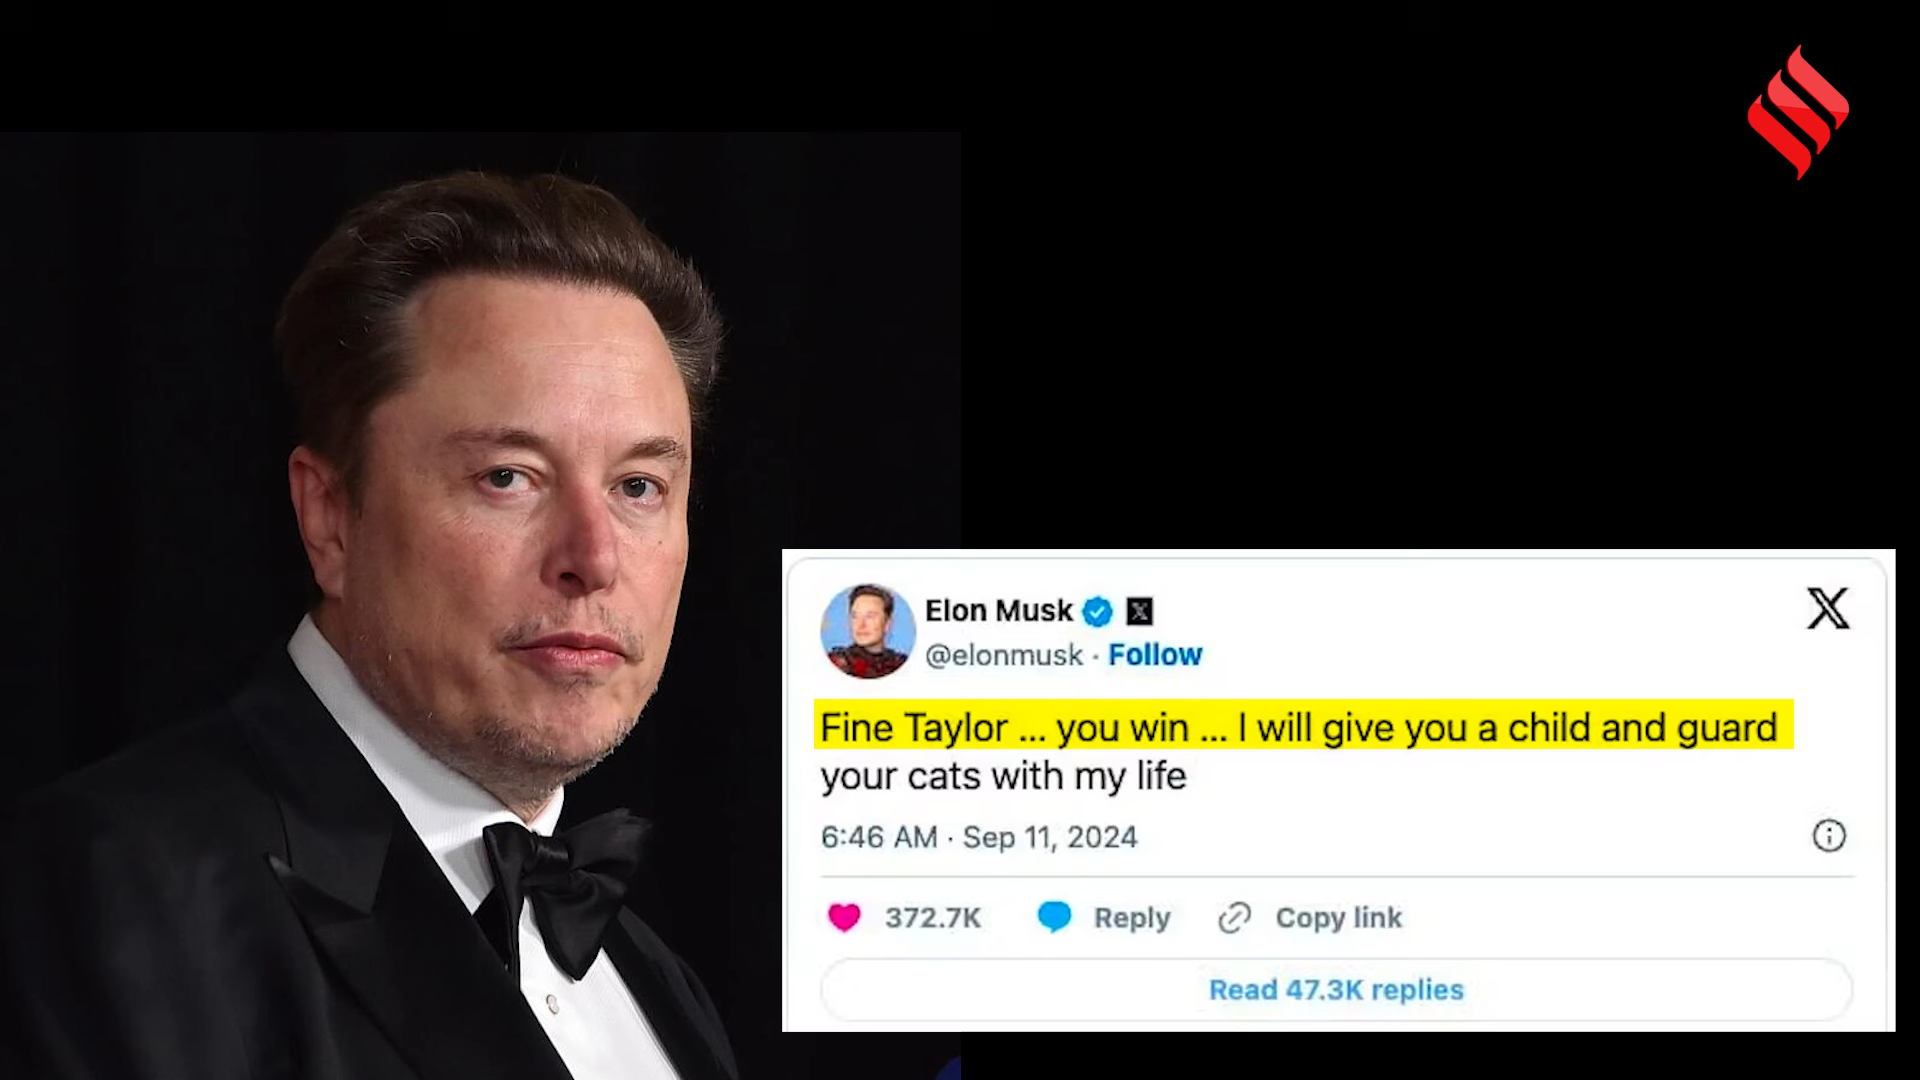 Elon Musk
@elonmusk · Follow
Fine Taylor ... you win ... I will give you a child and guard
your cats with my life
6:46 AM · Sep 11, 2024
372.7K Reply Copy link
Read 47.3K replies